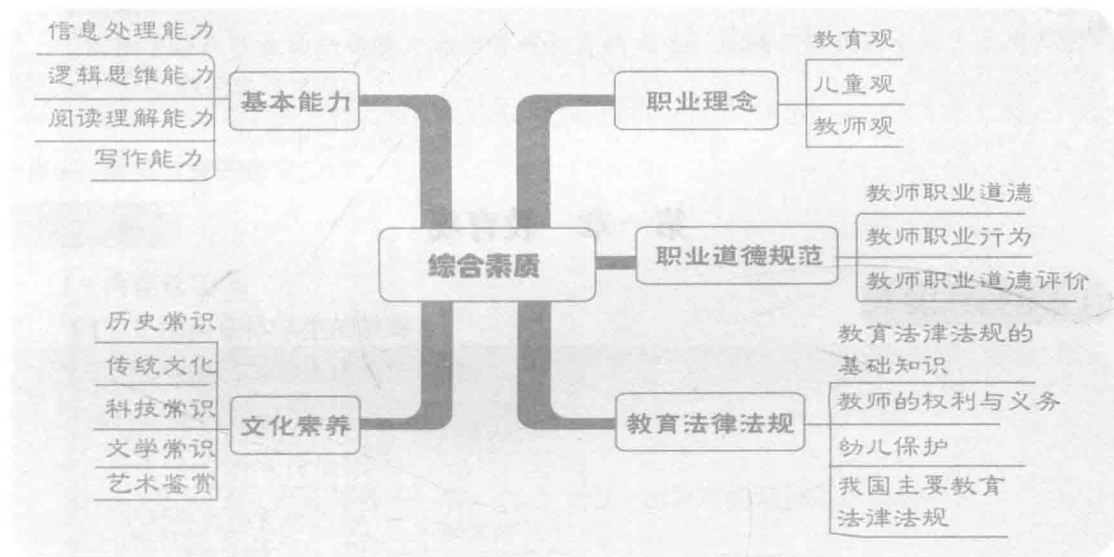 信息处理能力
逻辑思维能力
阅读理解能力
写作能力
基本能力
职业理念
教育观
儿童观
教师观
综合素质
职业道德规范
教师职业道德
教师职业行为
教师职业道德评价
历史常识
传统文化
科技常识
文学常识
艺术鉴赏
文化素养
教育法律法规
教育法律法规的
基础知识
教师的权利与义务
幼儿保护
我国主要教育
法律法规
第一章 教育观